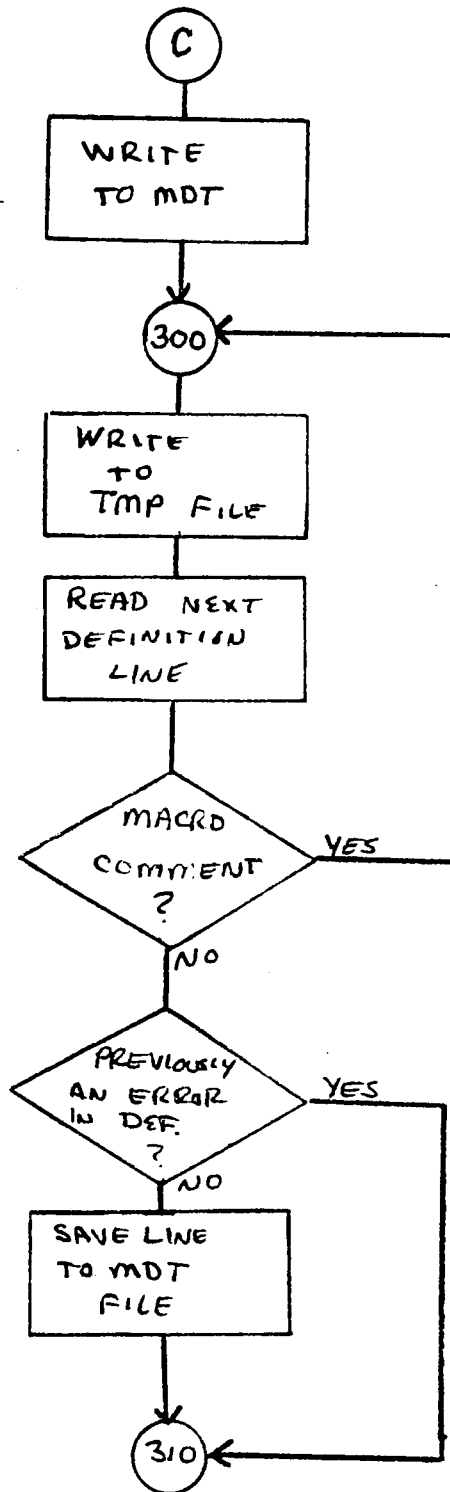 C
WRITE
TO MDT
300
WRITE
TO
TMP FILE
READ NEXT
DEFINITION
LINE
MACRO
COMMENT
?
YES
NO
PREVIOUSLY
AN ERROR
IN DEF.
?
YES
NO
SAVE LINE
TO MDT
FILE
310